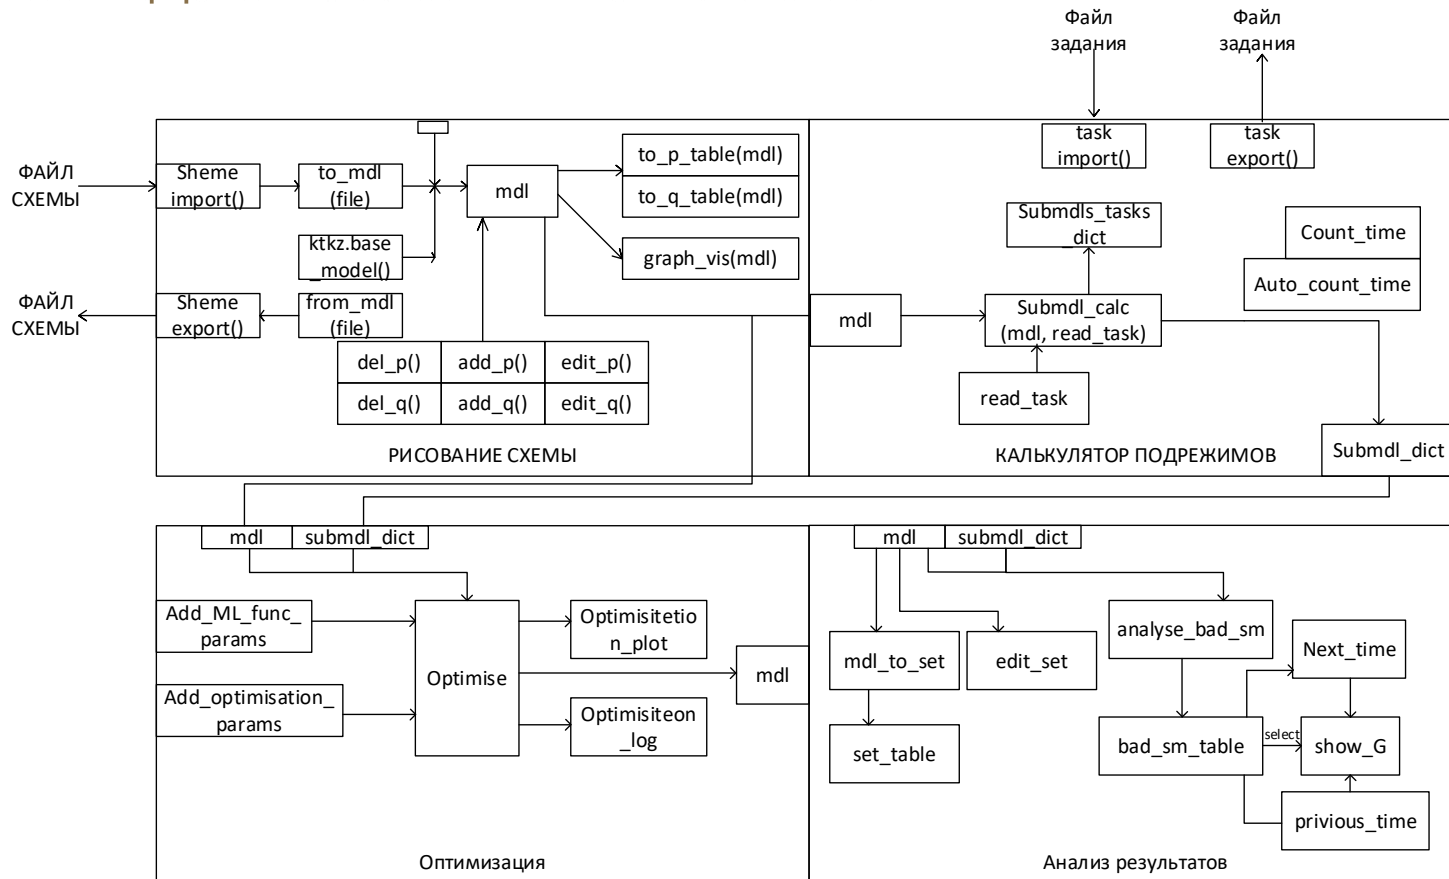 Файл
задания
Файл
задания
ФАЙЛ
СХЕМЫ
Sheme
import()
to_mdl
(file)
mdl
to_p_table(mdl)
to_q_table(mdl)
ktkz.base
_model()
graph_vis(mdl)
ФАЙЛ
СХЕМЫ
Sheme
export()
from_mdl
(file)
del_p()
add_p()
edit_p()
del_q()
add_q()
edit_q()
РИСОВАНИЕ СХЕМЫ
task
import()
task
export()
Submdls_tasks
_dict
Count_time
Auto_count_time
mdl
Submdl_calc
(mdl, read_task)
read_task
КАЛЬКУЛЯТОР ПОДРЕЖИМОВ
Submdl_dict
mdl
submdl_dict
Add_ML_func_
params
Add_optimisation_
params
Optimise
Optimisitetio
n_plot
mdl
Optimisiteon
_log
Оптимизация
mdl
submdl_dict
mdl_to_set
edit_set
set_table
analyse_bad_sm
Next_time
bad_sm_table
select
show_G
privious_time
Анализ результатов